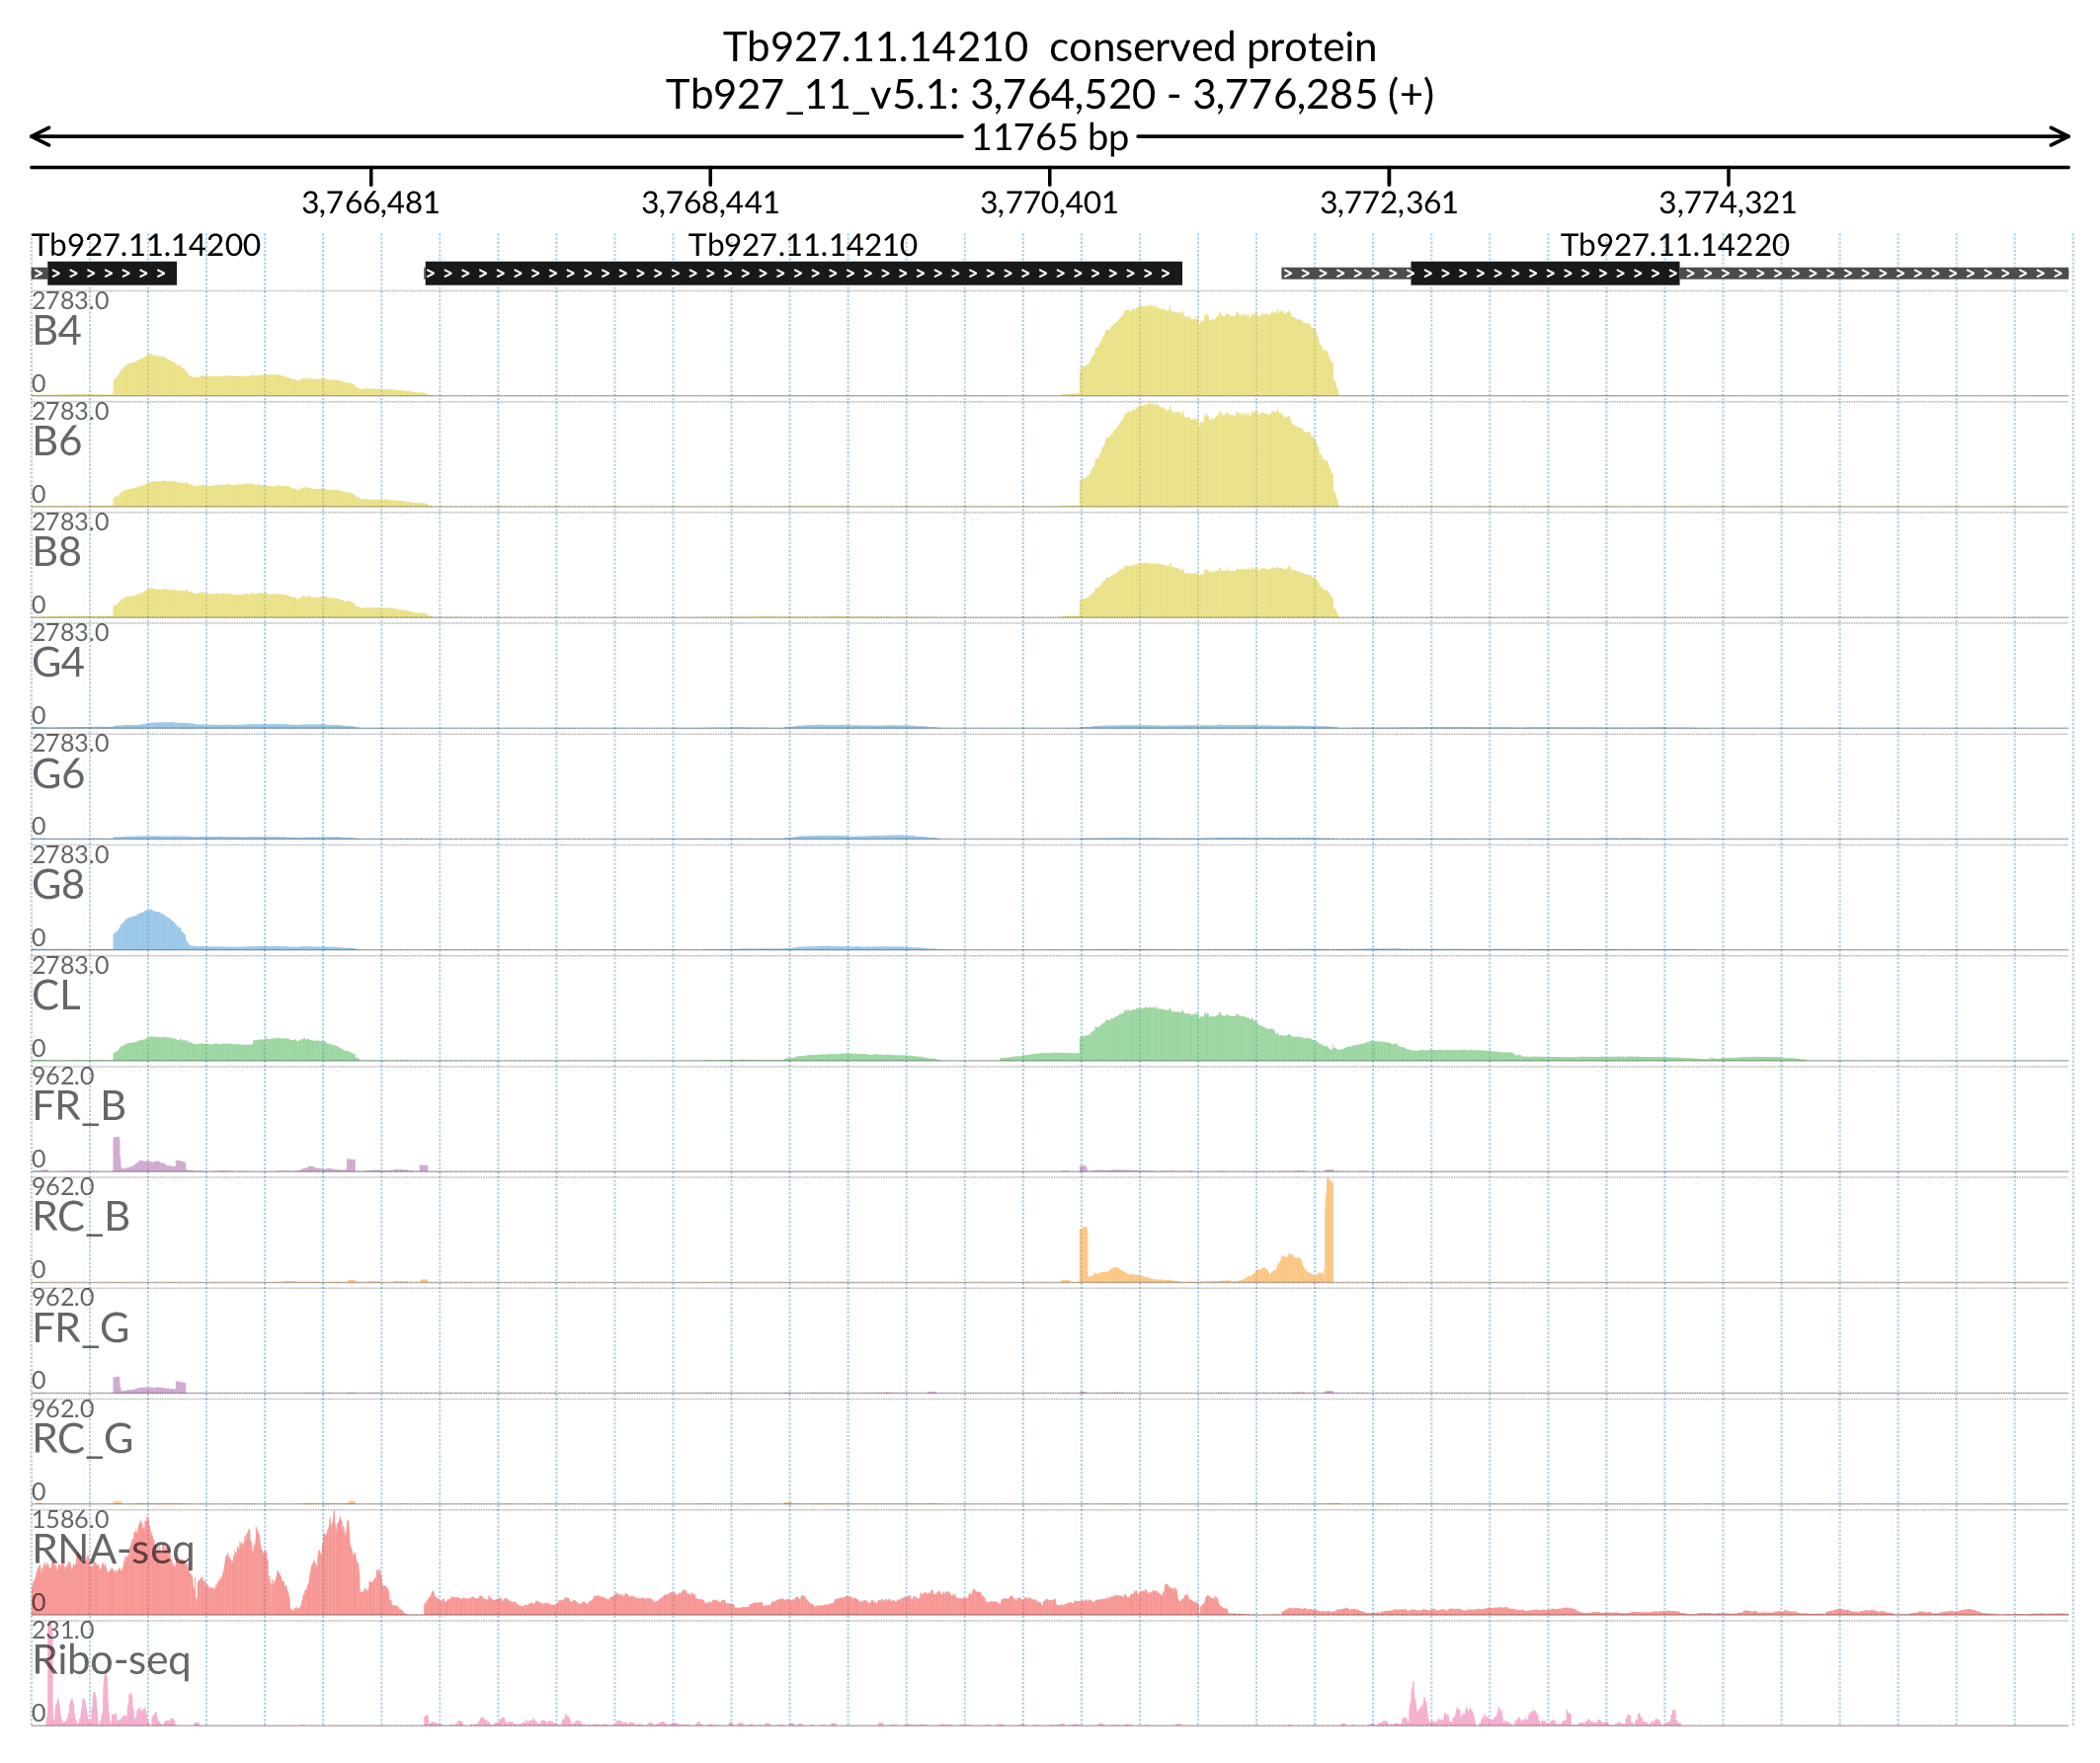 Tb927.11.14210  conserved protein
Tb927_11_v5.1: 3,764,520 - 3,776,285 (+)
11765 bp
3,766,481 3,768,441 3,770,401 3,772,361 3,774,321
Tb927.11.14200 Tb927.11.14210 Tb927.11.14220
2783.0
B4
0
2783.0
B6
0
2783.0
B8
0
2783.0
G4
0
2783.0
G6
0
2783.0
G8
0
2783.0
CL
0
962.0
FR_B
0
962.0
RC_B
0
962.0
FR_G
0
962.0
RC_G
0
1586.0
RNA-seq
0
231.0
Ribo-seq
0